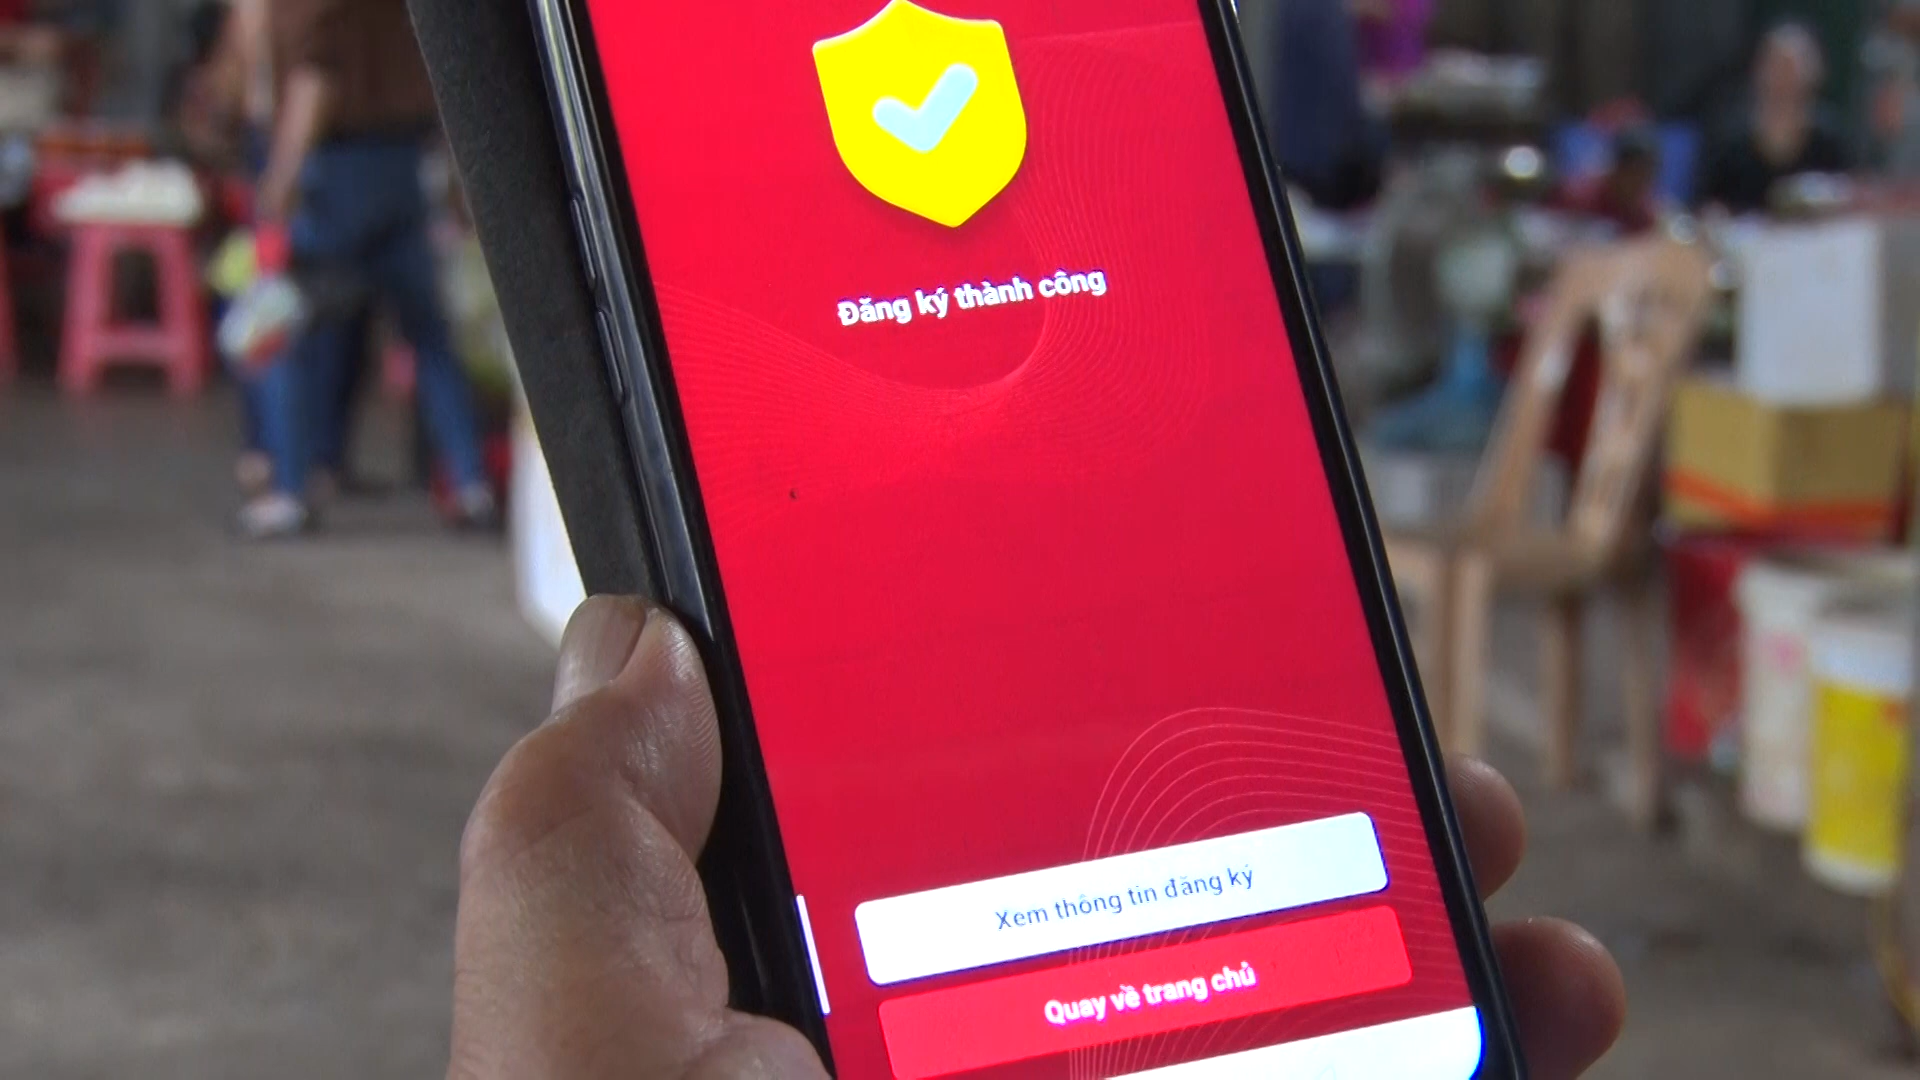 Đăng ký thành công
Xem thông tin đăng ký
Quay về trang chủ